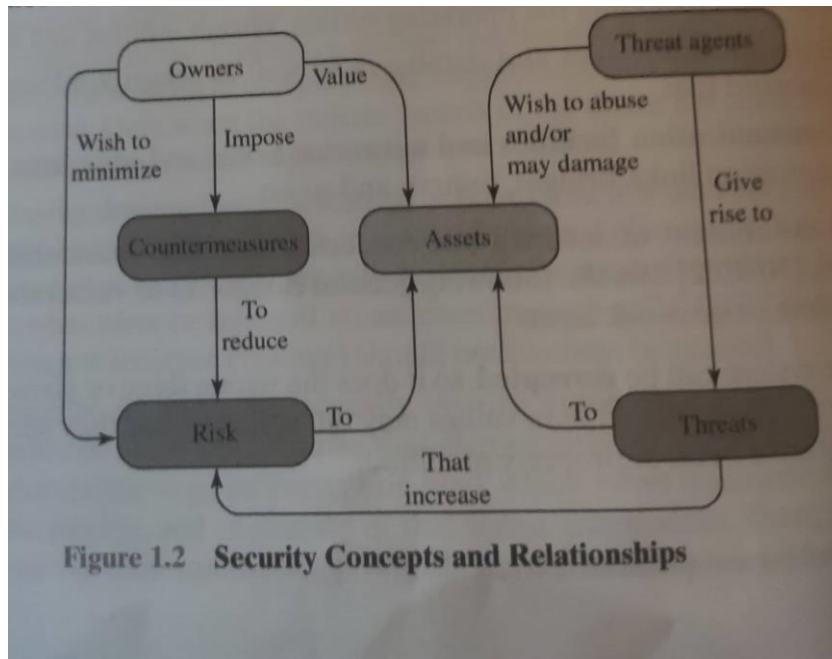 Owners
Value
Threat agents
Wish to
minimize
Impose
Wish to abuse
and/or
may damage
Give
rise to
Countermeasures
Assets
To
reduce
Risk
To
To
Threats
That
increase
Figure 1.2 Security Concepts and Relationships